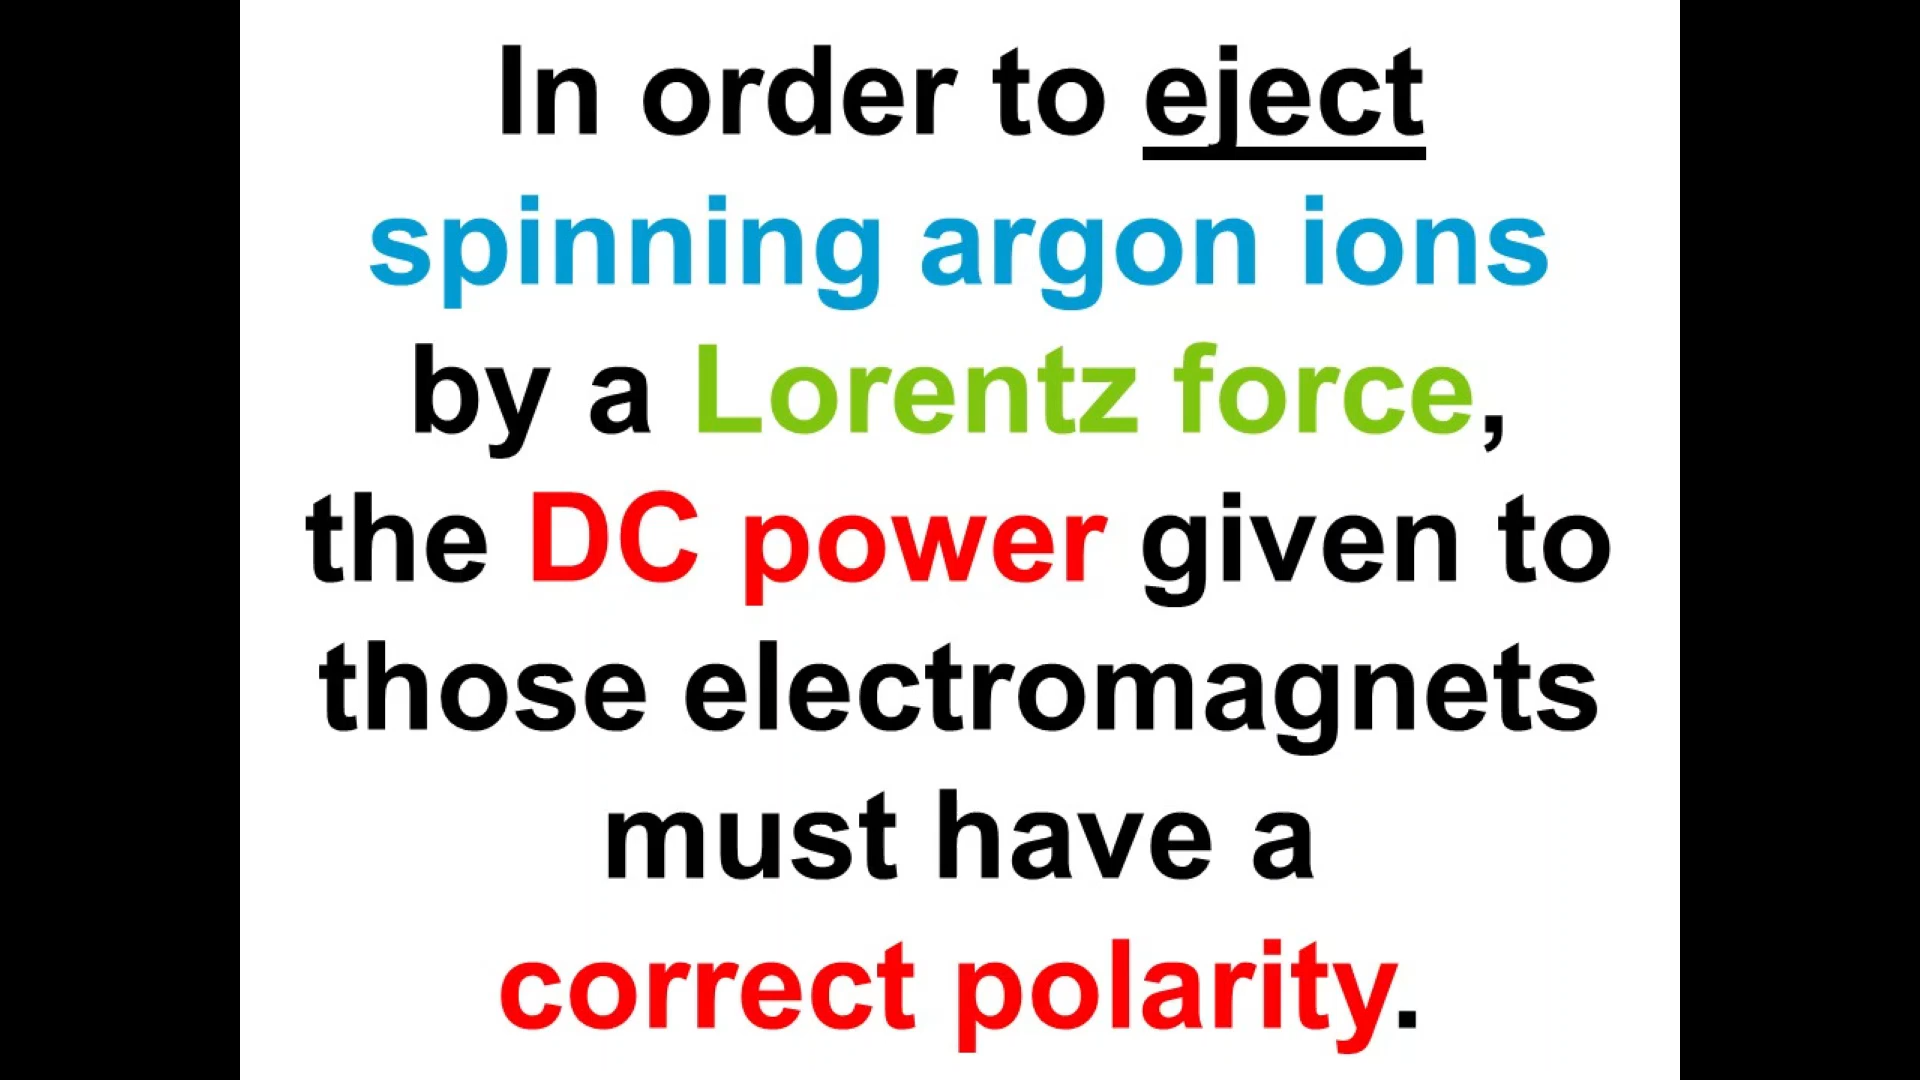 In order to eject
spinning argon ions
by a Lorentz force,
the DC power given to
those electromagnets
must have a
correct polarity.